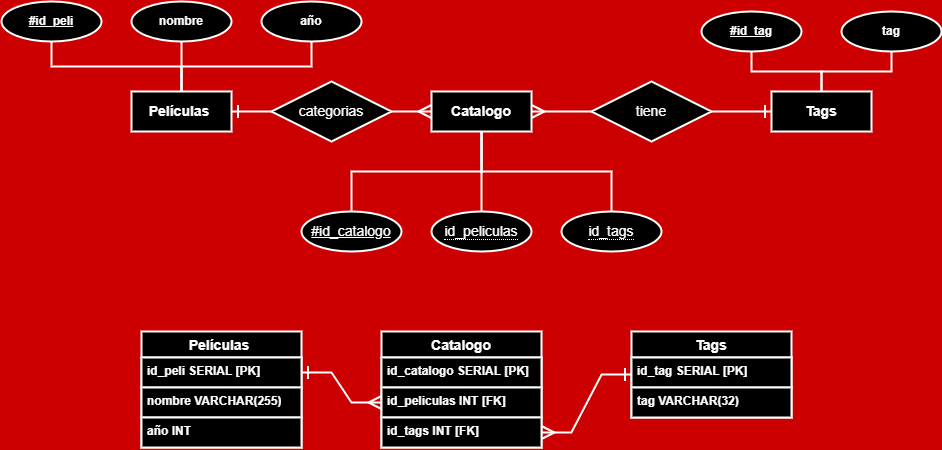 #id_peli
nombre
año
#id_tag
tag
Películas
categorias
Catalogo
tiene
Tags
#id_catalogo
id_peliculas
id_tags
Películas
id_peli SERIAL [PK]
nombre VARCHAR(255)
año INT
Catalogo
id_catalogo SERIAL [PK]
id_peliculas INT [FK]
id_tags INT [FK]
Tags
id_tag SERIAL [PK]
tag VARCHAR(32)